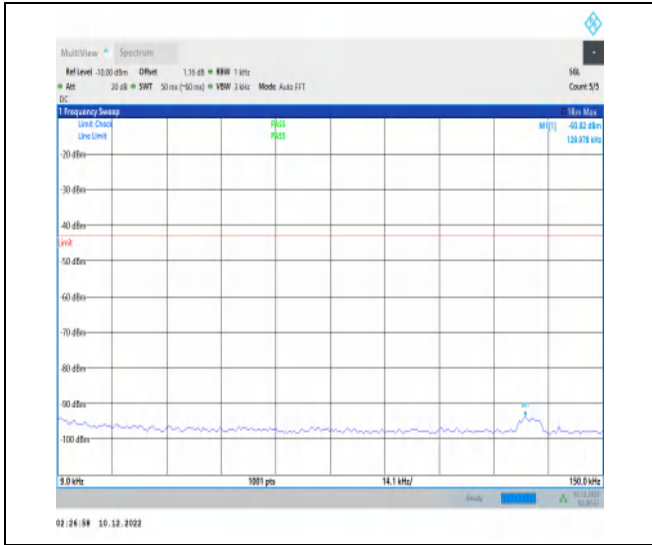 MultiView Spectrum
Ref Level -10.00 dBm Offset 1.16 dB RBW 1 kHz SGL
Att 20 dB SWT 50 ms (~60 ms) VBW 3 kHz Mode Auto FFT Count 5/5
DC
1 Frequency Sweep 1Rm Max
Limit Check PASS M1[1] -93.82 dBm
Line Limit PASS 129.978 kHz
-20 dBm
-30 dBm
-40 dBm
Limit
-50 dBm
-60 dBm
-70 dBm
-80 dBm
-90 dBm
-100 dBm
9.0 kHz 1001 pts 14.1 kHz/ 150.0 kHz
Ready
02:26:58 10.12.2022